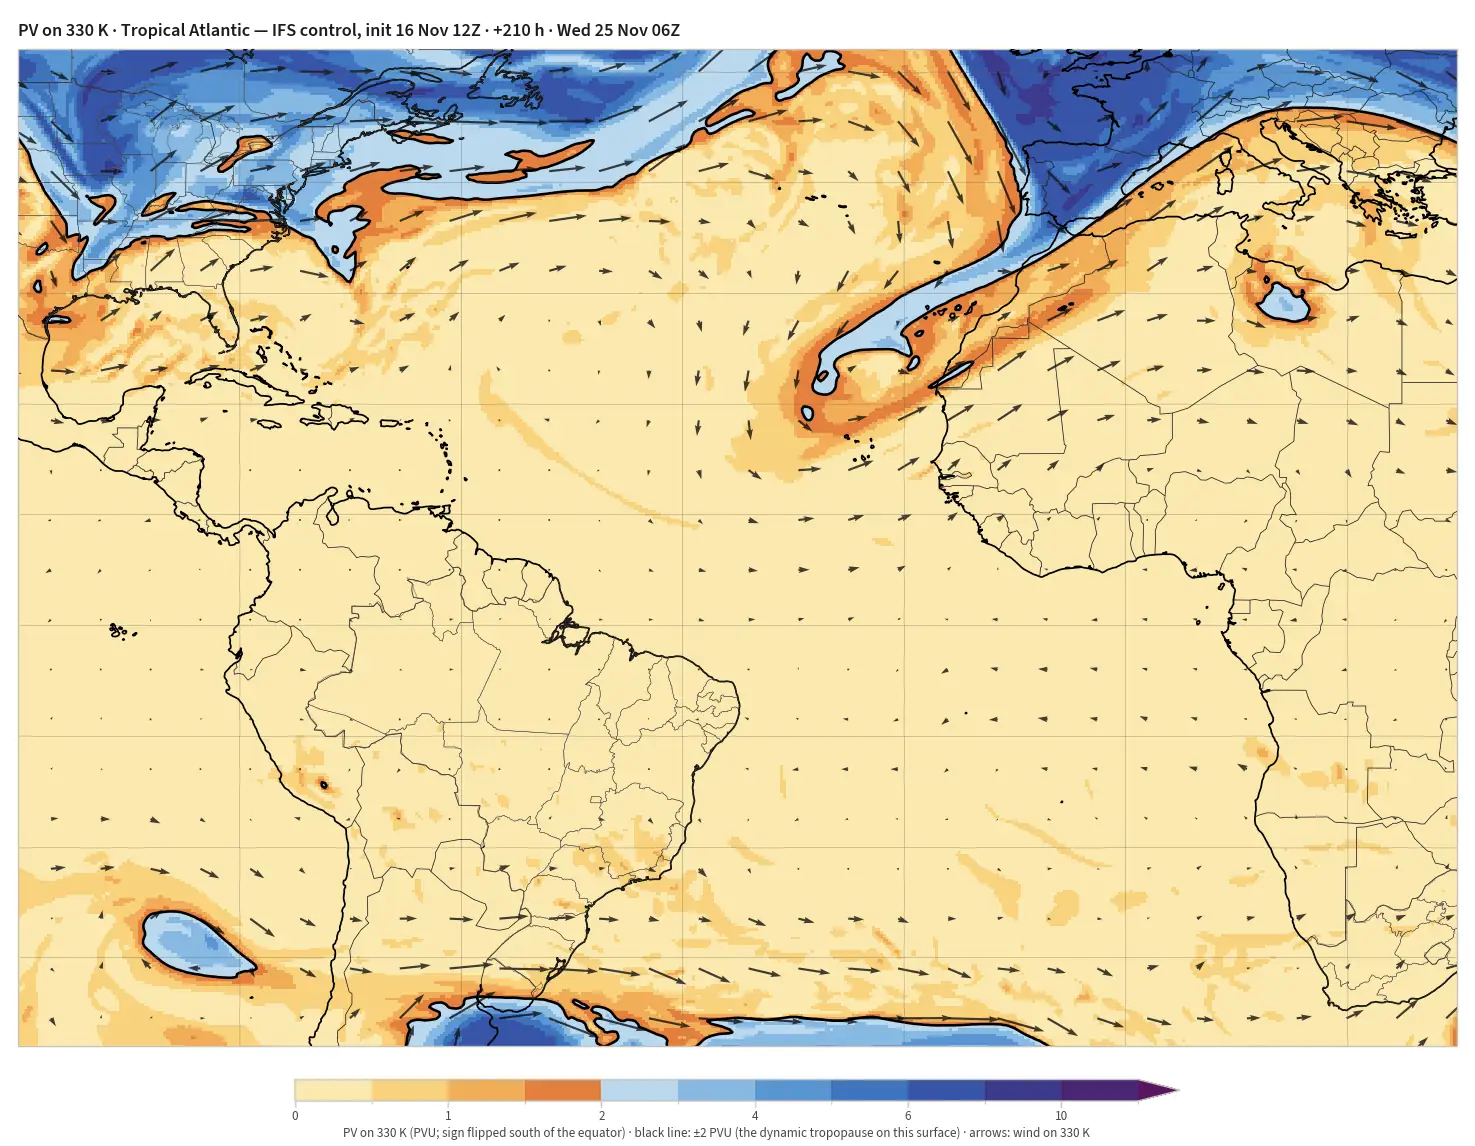 PV on 330 K · Tropical Atlantic — IFS control, init 16 Nov 12Z · +210 h · Wed 25 Nov 06Z
0 1 2 4 6 8 10
PV on 330 K (PVU; sign flipped south of the equator) · black line: ±2 PVU (the dynamic tropopause on this surface) · arrows: wind on 330 K